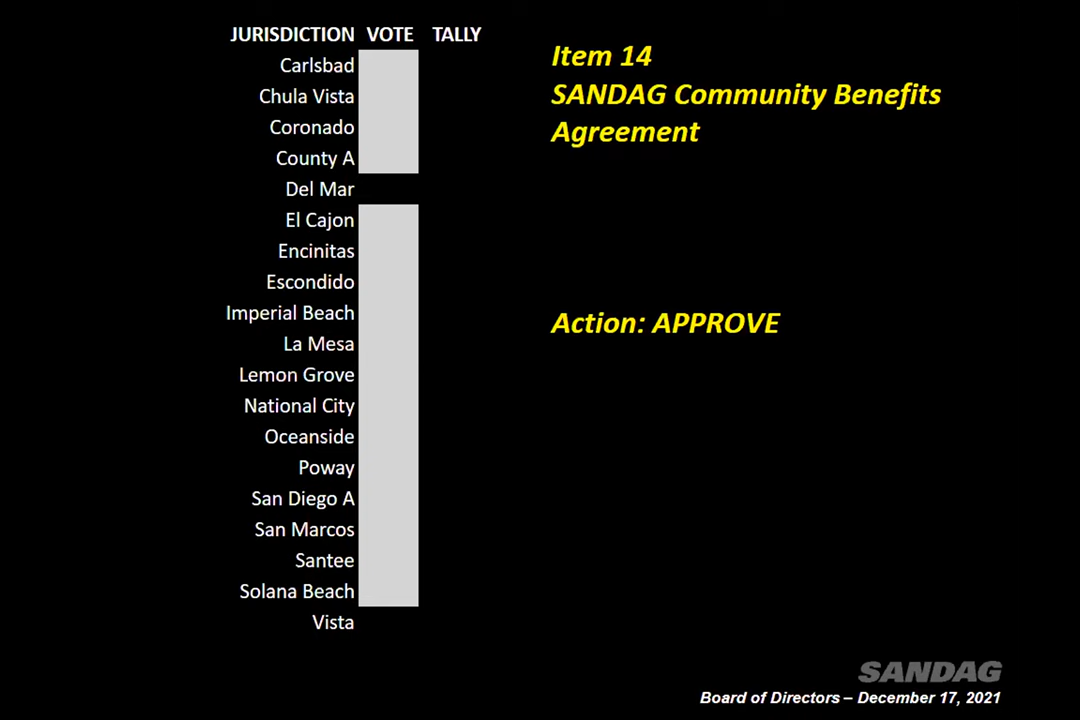 JURISDICTION VOTE TALLY
Carlsbad
Chula Vista
Coronado
County A
Del Mar
El Cajon
Encinitas
Escondido
Imperial Beach
La Mesa
Lemon Grove
National City
Oceanside
Poway
San Diego A
San Marcos
Santee
Solana Beach
Vista
Item 14
SANDAG Community Benefits
Agreement
Action: APPROVE
SANDAG
Board of Directors – December 17, 2021